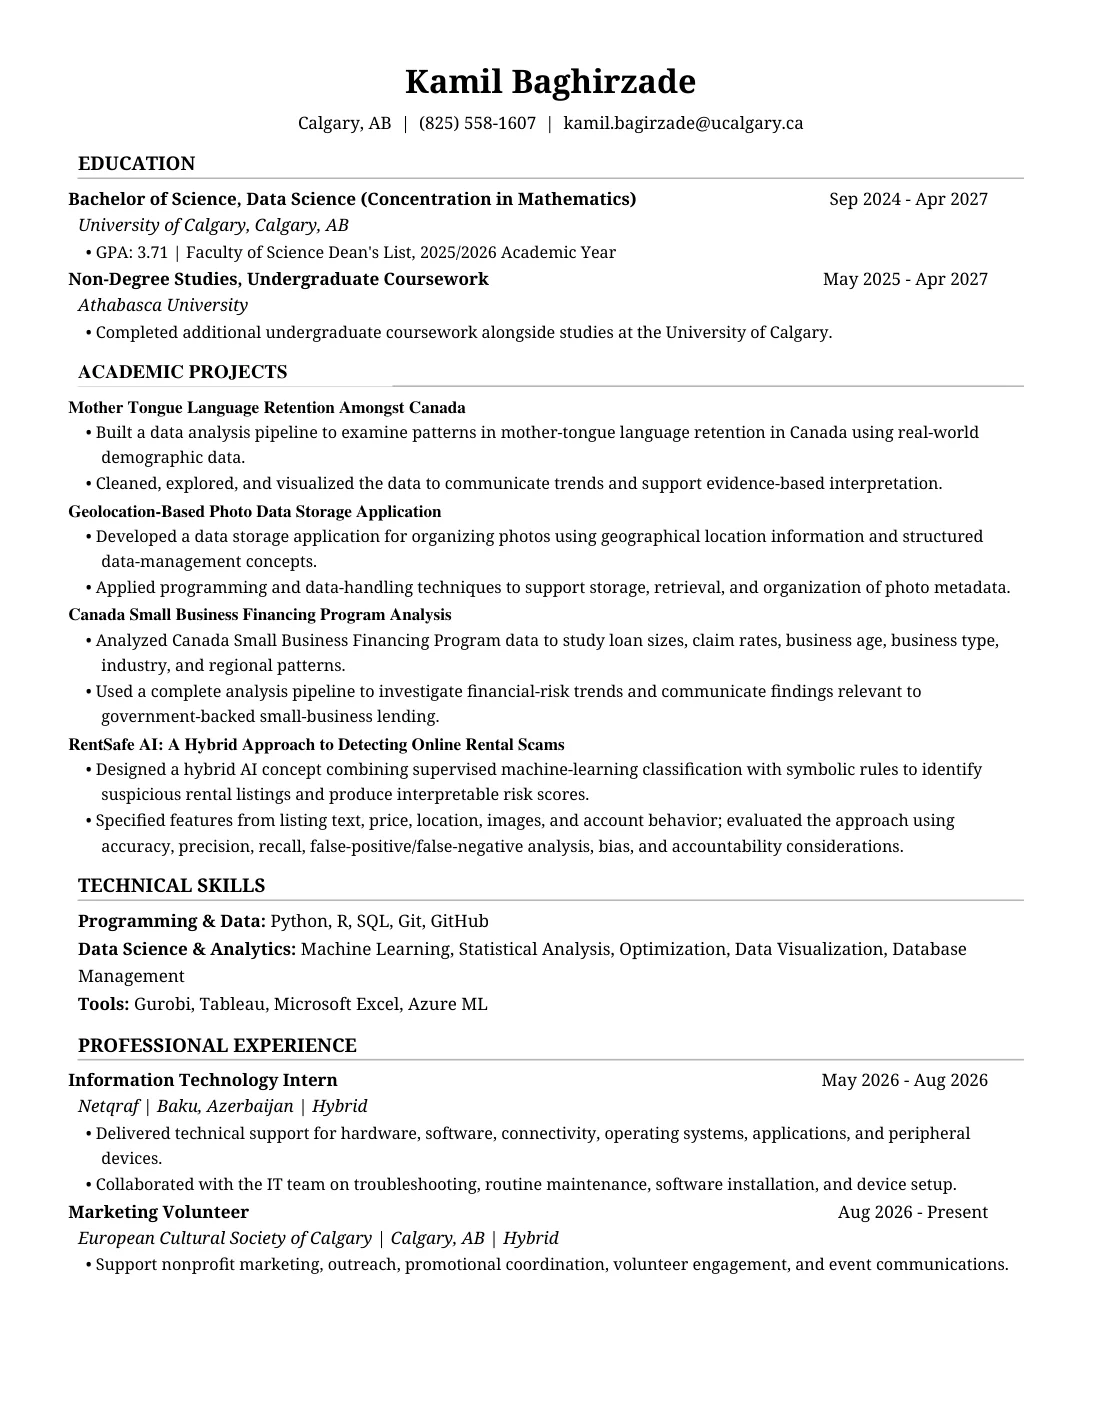 Kamil Baghirzade
Calgary, AB | (825) 558-1607 | kamil.bagirzade@ucalgary.ca
EDUCATION
Bachelor of Science, Data Science (Concentration in Mathematics) Sep 2024 - Apr 2027
University of Calgary, Calgary, AB
• GPA: 3.71 | Faculty of Science Dean's List, 2025/2026 Academic Year
Non-Degree Studies, Undergraduate Coursework May 2025 - Apr 2027
Athabasca University
• Completed additional undergraduate coursework alongside studies at the University of Calgary.
ACADEMIC PROJECTS
Mother Tongue Language Retention Amongst Canada
• Built a data analysis pipeline to examine patterns in mother-tongue language retention in Canada using real-world
demographic data.
• Cleaned, explored, and visualized the data to communicate trends and support evidence-based interpretation.
Geolocation-Based Photo Data Storage Application
• Developed a data storage application for organizing photos using geographical location information and structured
data-management concepts.
• Applied programming and data-handling techniques to support storage, retrieval, and organization of photo metadata.
Canada Small Business Financing Program Analysis
• Analyzed Canada Small Business Financing Program data to study loan sizes, claim rates, business age, business type,
industry, and regional patterns.
• Used a complete analysis pipeline to investigate financial-risk trends and communicate findings relevant to
government-backed small-business lending.
RentSafe AI: A Hybrid Approach to Detecting Online Rental Scams
• Designed a hybrid AI concept combining supervised machine-learning classification with symbolic rules to identify
suspicious rental listings and produce interpretable risk scores.
• Specified features from listing text, price, location, images, and account behavior; evaluated the approach using
accuracy, precision, recall, false-positive/false-negative analysis, bias, and accountability considerations.
TECHNICAL SKILLS
Programming & Data: Python, R, SQL, Git, GitHub
Data Science & Analytics: Machine Learning, Statistical Analysis, Optimization, Data Visualization, Database
Management
Tools: Gurobi, Tableau, Microsoft Excel, Azure ML
PROFESSIONAL EXPERIENCE
Information Technology Intern May 2026 - Aug 2026
Netqraf | Baku, Azerbaijan | Hybrid
• Delivered technical support for hardware, software, connectivity, operating systems, applications, and peripheral
devices.
• Collaborated with the IT team on troubleshooting, routine maintenance, software installation, and device setup.
Marketing Volunteer Aug 2026 - Present
European Cultural Society of Calgary | Calgary, AB | Hybrid
• Support nonprofit marketing, outreach, promotional coordination, volunteer engagement, and event communications.